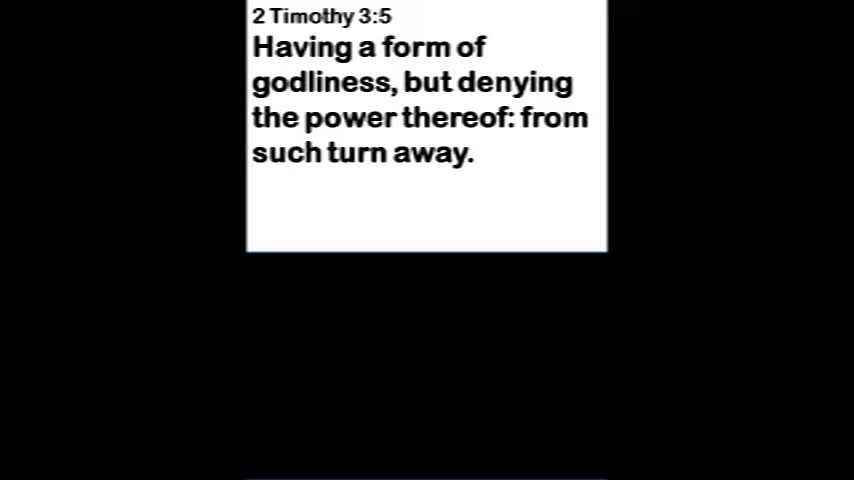 2 Timothy 3:5
Having a form of
godliness, but denying
the power thereof: from
such turn away.